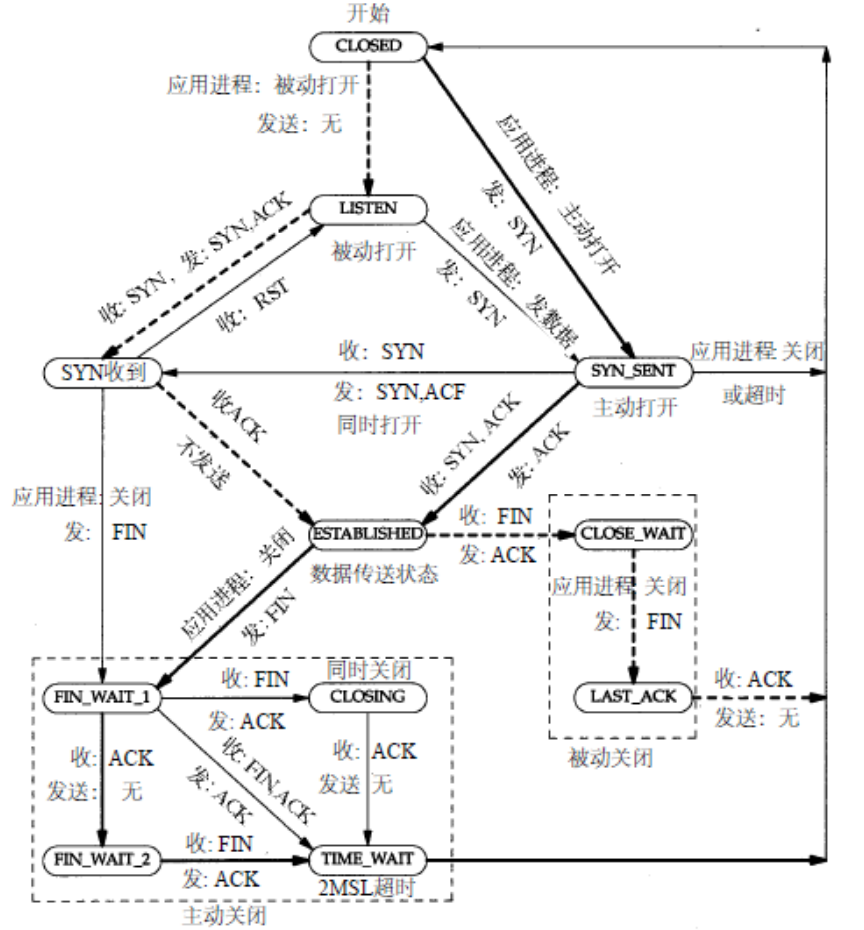 开始
CLOSED
应用进程：被动打开
发送：无
应用进程：主动打开
发：SYN
LISTEN
被动打开
收: SYN，发: SYN,ACK
收：RST
应用进程：发数据
发：SYN
SYN收到
收：SYN
发：SYN,ACF
同时打开
SYN_SENT
主动打开
应用进程:关闭
或超时
收ACK
不发送
收: SYN, ACK
发: ACK
应用进程:关闭
发: FIN
ESTABLISHED
数据传送状态
收: FIN
发: ACK
CLOSE_WAIT
应用进程:关闭
发: FIN
应用进程 关闭
发: FIN
LAST_ACK
收: ACK
发送: 无
被动关闭
同时关闭
FIN_WAIT_1
收: FIN
发: ACK
CLOSING
收: ACK
发送: 无
收: FIN,ACK
发: ACK
收: ACK
发送 无
FIN_WAIT_2
收: FIN
发: ACK
TIME_WAIT
2MSL超时
主动关闭